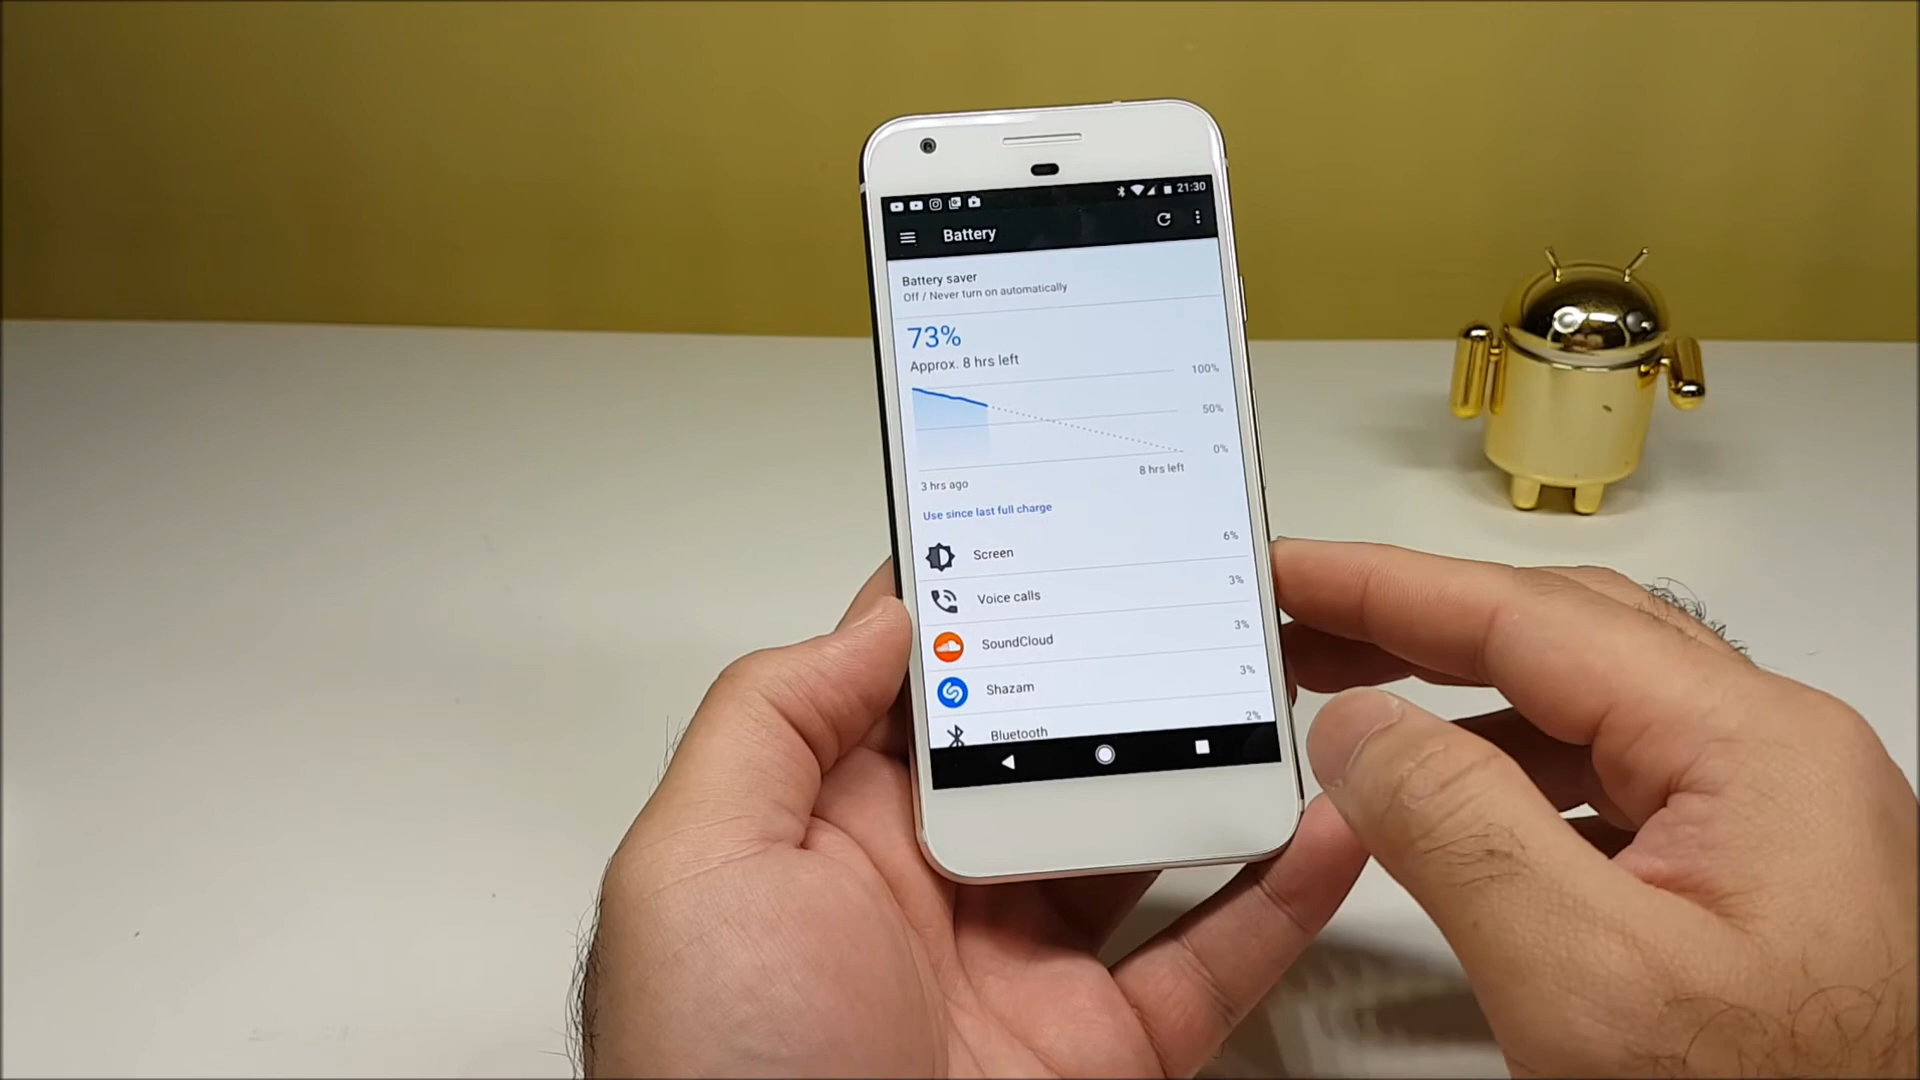 21:30
Battery
Battery saver
Off / Never turn on automatically
73%
Approx. 8 hrs left
100%
50%
0%
3 hrs ago
8 hrs left
Use since last full charge
Screen 6%
Voice calls 3%
SoundCloud 3%
Shazam 3%
Bluetooth 2%